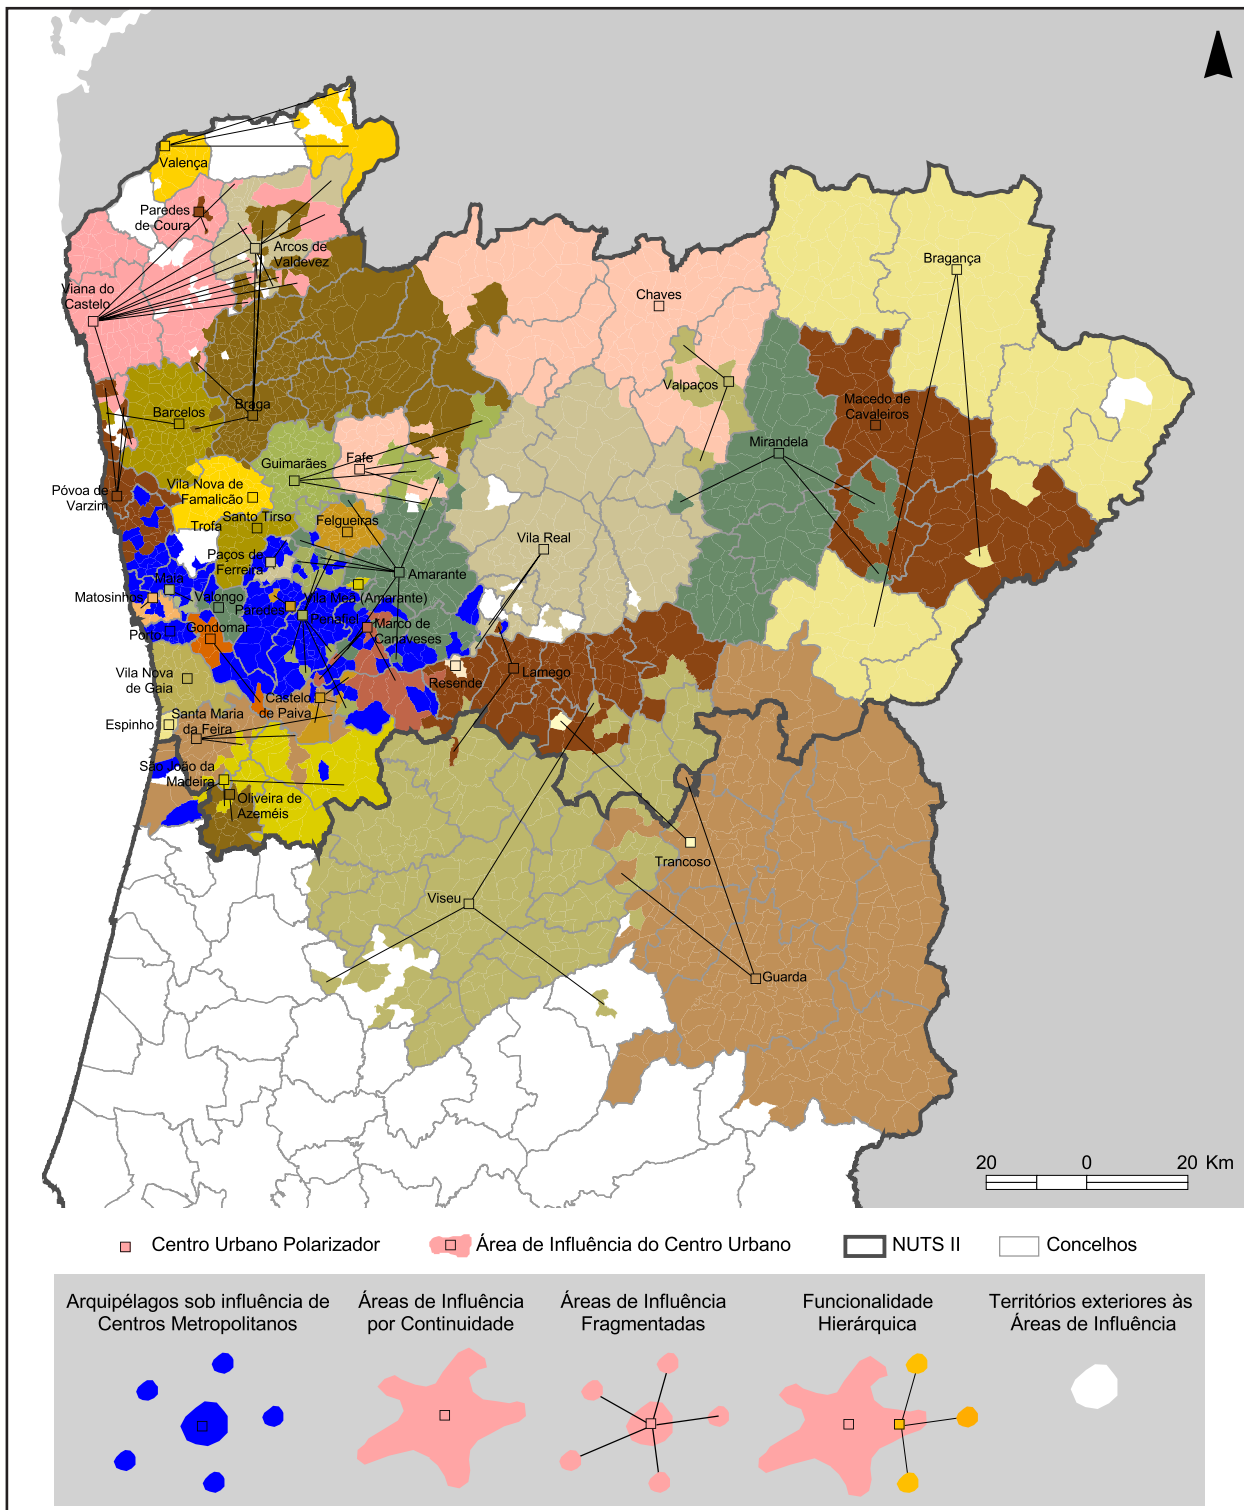 Valença
Paredes
de Coura
Arcos de
Valdevez
Viana do
Castelo
Bragança
Chaves
Valpaços
Macedo de
Cavaleiros
Mirandela
Barcelos
Braga
Guimarães
Fafe
Póvoa de
Varzim
Vila Nova de
Famalicão
Santo Tirso
Trofa
Felgueiras
Vila Real
Paços de
Ferreira
Amarante
Maia
Matosinhos
Valongo
Vila Meã (Amarante)
Paredes
Penafiel
Marco de
Canaveses
Porto
Gondomar
Vila Nova
de Gaia
Resende
Lamego
Castelo
de Paiva
Espinho
Santa Maria
da Feira
São João da
Madeira
Oliveira de
Azeméis
Trancoso
Viseu
Guarda
20 0 20 Km
Centro Urbano Polarizador
Área de Influência do Centro Urbano
NUTS II
Concelhos
Arquipélagos sob influência de
Centros Metropolitanos
Áreas de Influência
por Continuidade
Áreas de Influência
Fragmentadas
Funcionalidade
Hierárquica
Territórios exteriores às
Áreas de Influência